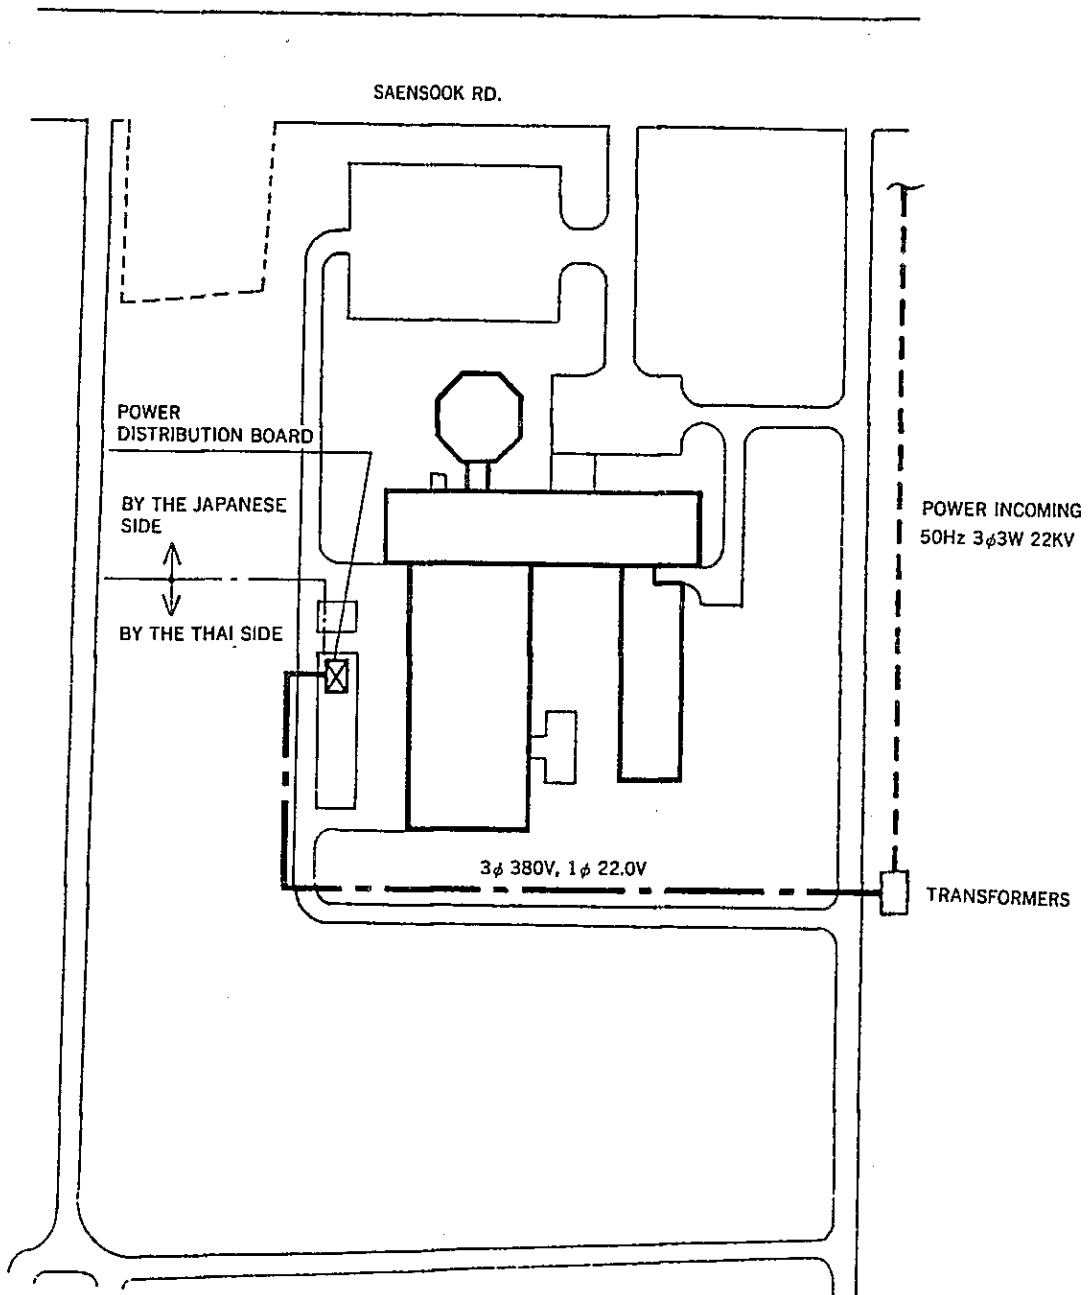 SAENSOOK RD.
POWER
DISTRIBUTION BOARD
BY THE JAPANESE
SIDE
BY THE THAI SIDE
POWER INCOMING
50Hz 3φ3W 22KV
3φ 380V, 1φ 22.0V
TRANSFORMERS